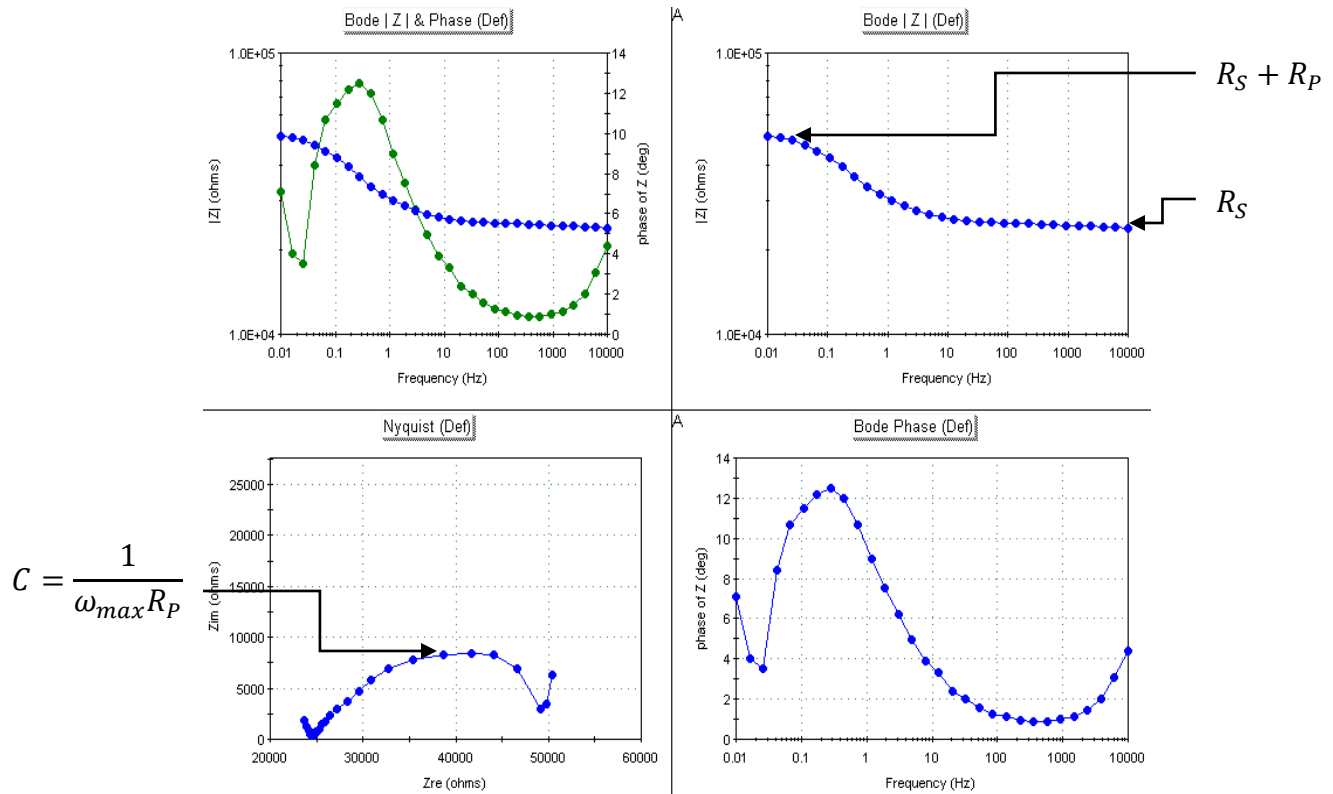 Bode | Z | & Phase (Def)
1.0E+05
1.0E+04
|Z| (ohms)
14
12
10
8
6
4
2
0
phase of Z (deg)
0.01 0.1 1 10 100 1000 10000
Frequency (Hz)
A
Bode | Z | (Def)
1.0E+05
1.0E+04
|Z| (ohms)
0.01 0.1 1 10 100 1000 10000
Frequency (Hz)
R_S + R_P
R_S
Nyquist (Def)
25000
20000
15000
10000
5000
0
Zim (ohms)
20000 30000 40000 50000 60000
Zre (ohms)
C = 1 / ω_max R_P
A
Bode Phase (Def)
14
12
10
8
6
4
2
0
phase of Z (deg)
0.01 0.1 1 10 100 1000 10000
Frequency (Hz)